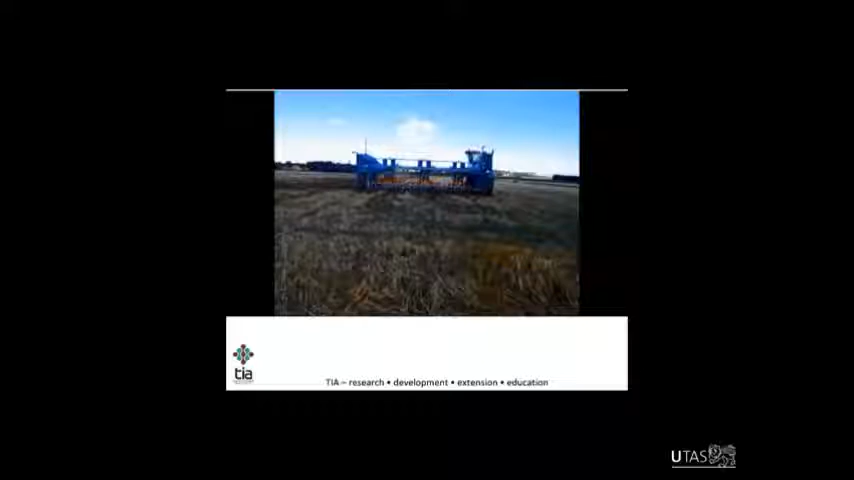 tia
TIA – research • development • extension • education
UTAS